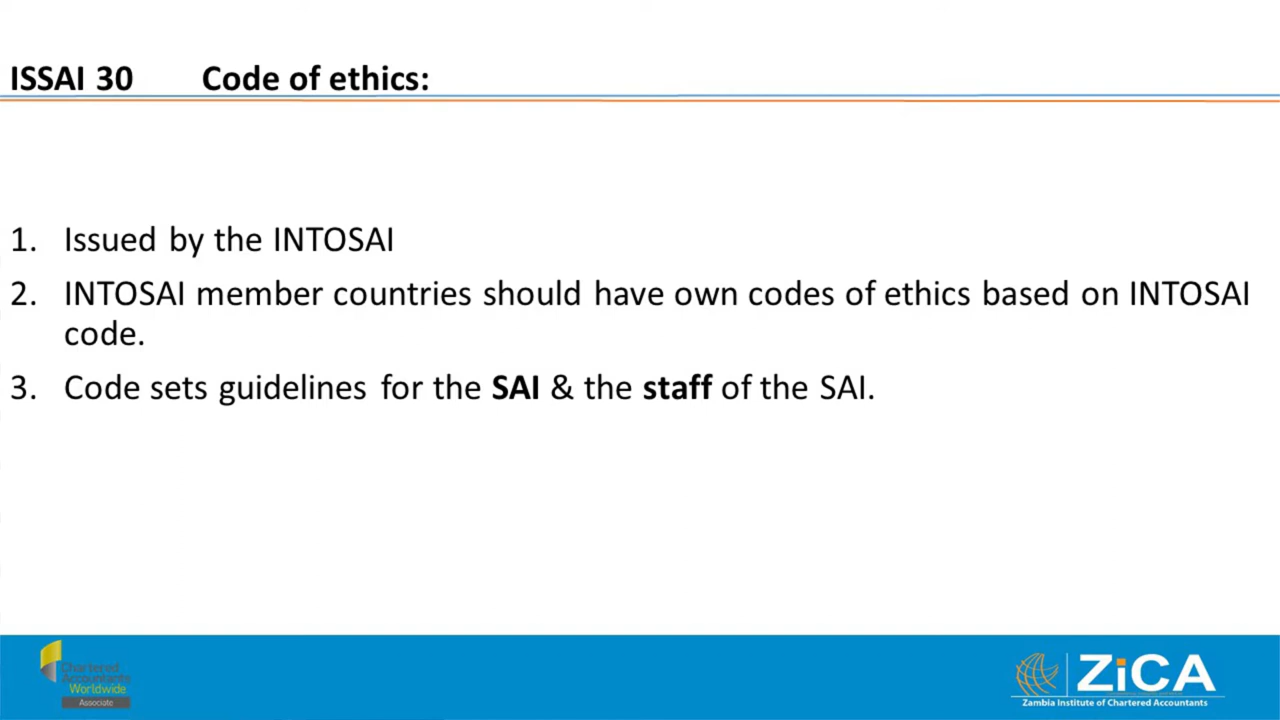 ISSAI 30 Code of ethics:
1. Issued by the INTOSAI
2. INTOSAI member countries should have own codes of ethics based on INTOSAI
code.
3. Code sets guidelines for the SAI & the staff of the SAI.
Chartered
Accountants
Worldwide
Associate
ZiCA
Zambia Institute of Chartered Accountants